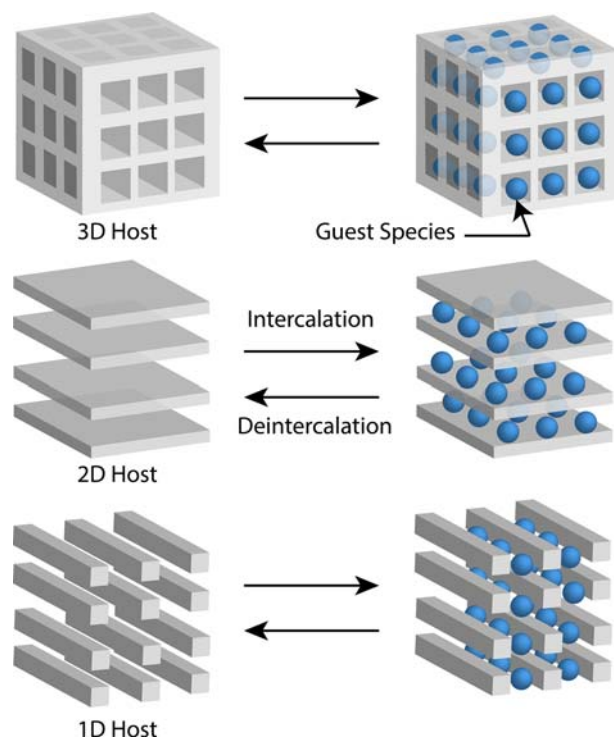 3D Host
Guest Species
Intercalation
Deintercalation
2D Host
1D Host